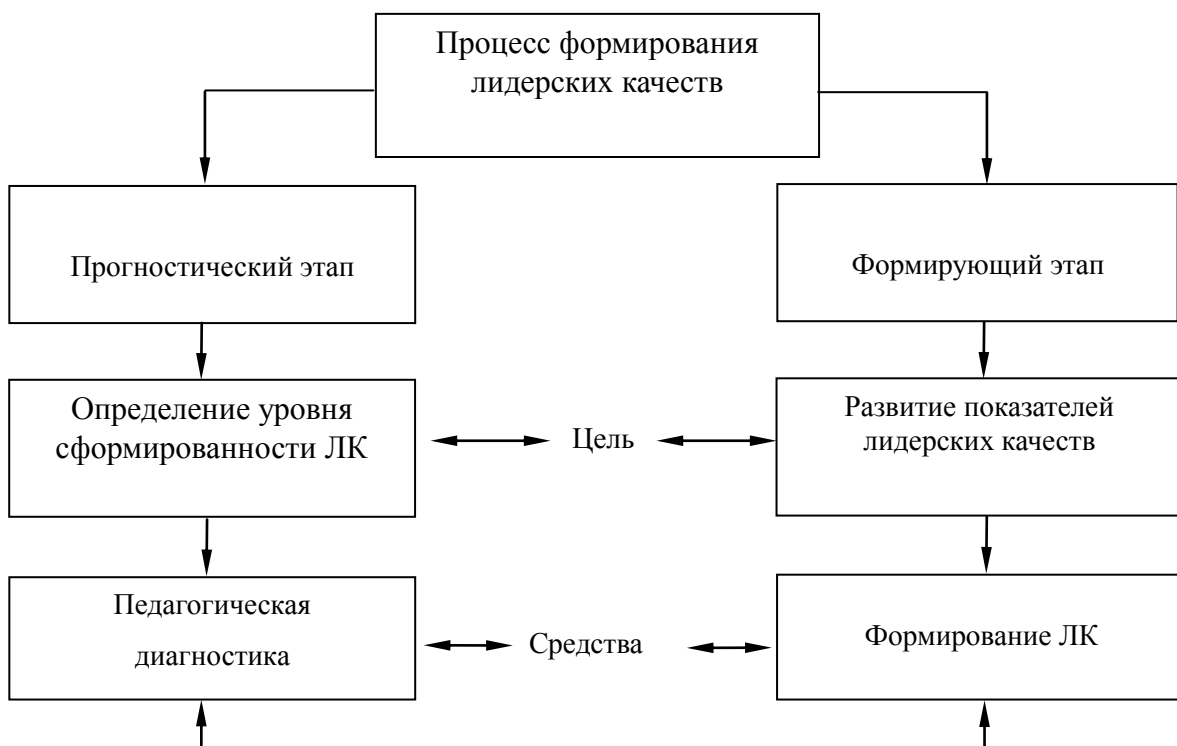 Процесс формирования
лидерских качеств
Прогностический этап
Формирующий этап
Определение уровня
сформированности ЛК
Цель
Развитие показателей
лидерских качеств
Педагогическая
диагностика
Средства
Формирование ЛК